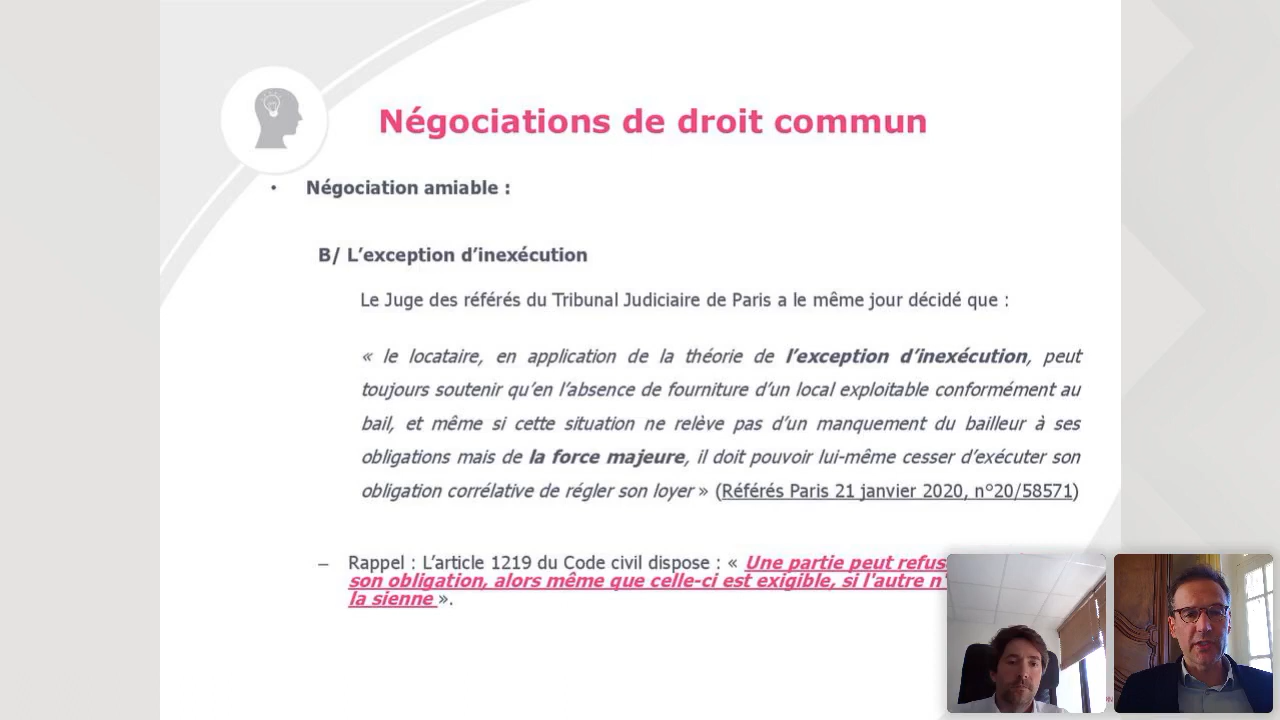 Négociations de droit commun
• Négociation amiable :
B/ L’exception d’inexécution
Le Juge des référés du Tribunal Judiciaire de Paris a le même jour décidé que :
« le locataire, en application de la théorie de l’exception d’inexécution, peut
toujours soutenir qu’en l’absence de fourniture d’un local exploitable conformément au
bail, et même si cette situation ne relève pas d’un manquement du bailleur à ses
obligations mais de la force majeure, il doit pouvoir lui-même cesser d’exécuter son
obligation corrélative de régler son loyer » (Référés Paris 21 janvier 2020, n°20/58571)
– Rappel : L’article 1219 du Code civil dispose : « Une partie peut refus
son obligation, alors même que celle-ci est exigible, si l'autre n'
la sienne ».